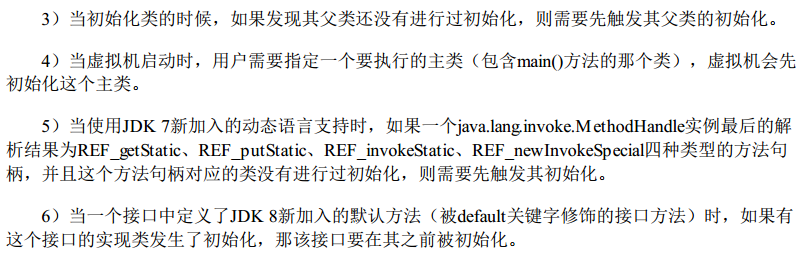 3）当初始化类的时候，如果发现其父类还没有进行过初始化，则需要先触发其父类的初始化。
4）当虚拟机启动时，用户需要指定一个要执行的主类（包含main()方法的那个类），虚拟机会先
初始化这个主类。
5）当使用JDK 7新加入的动态语言支持时，如果一个java.lang.invoke.MethodHandle实例最后的解
析结果为REF_getStatic、REF_putStatic、REF_invokeStatic、REF_newInvokeSpecial四种类型的方法句
柄，并且这个方法句柄对应的类没有进行过初始化，则需要先触发其初始化。
6）当一个接口中定义了JDK 8新加入的默认方法（被default关键字修饰的接口方法）时，如果有
这个接口的实现类发生了初始化，那该接口要在其之前被初始化。